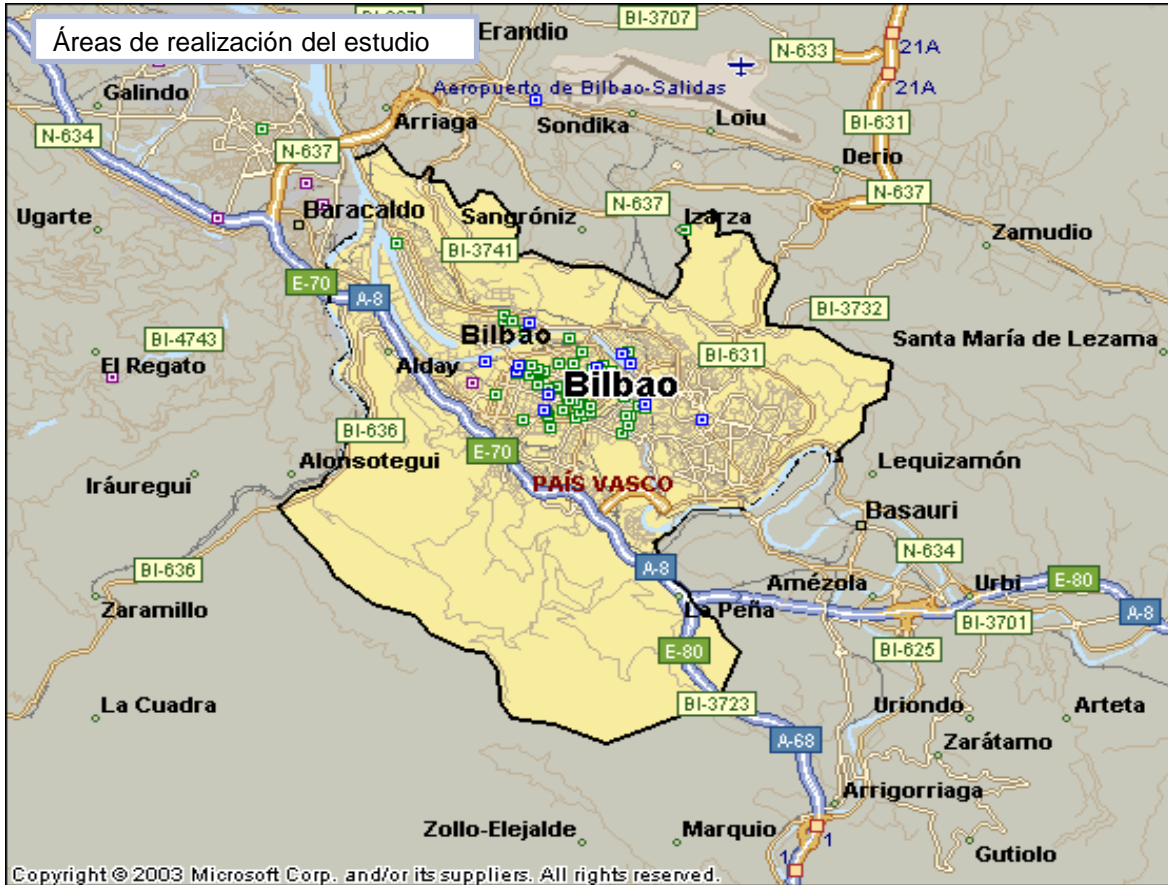 Áreas de realización del estudio
BI-3707
Erandio
N-633
21A
Aeropuerto de Bilbao-Salidas
21A
Galindo
Arriaga
Sondika
Loiu
BI-631
N-634
N-637
Derio
N-637
Ugarte
Baracaldo
Sangróniz
N-637
Izarza
Zamudio
BI-3741
E-70
A-8
BI-3732
BI-4743
Bilbao
Santa María de Lezama
El Regato
Alday
BI-631
Bilbao
BI-636
E-70
Alonsotegui
Lequizamón
Iráuregui
PAÍS VASCO
Basauri
N-634
BI-636
A-8
Amézola
Urbi
E-80
Zaramillo
La Peña
A-8
BI-3701
E-80
BI-625
La Cuadra
BI-3723
Uriondo
Arteta
A-68
Zarátamo
Arrigorriaga
Zollo-Elejalde
Marquio
1
Gutiolo
1
Copyright © 2003 Microsoft Corp. and/or its suppliers. All rights reserved.